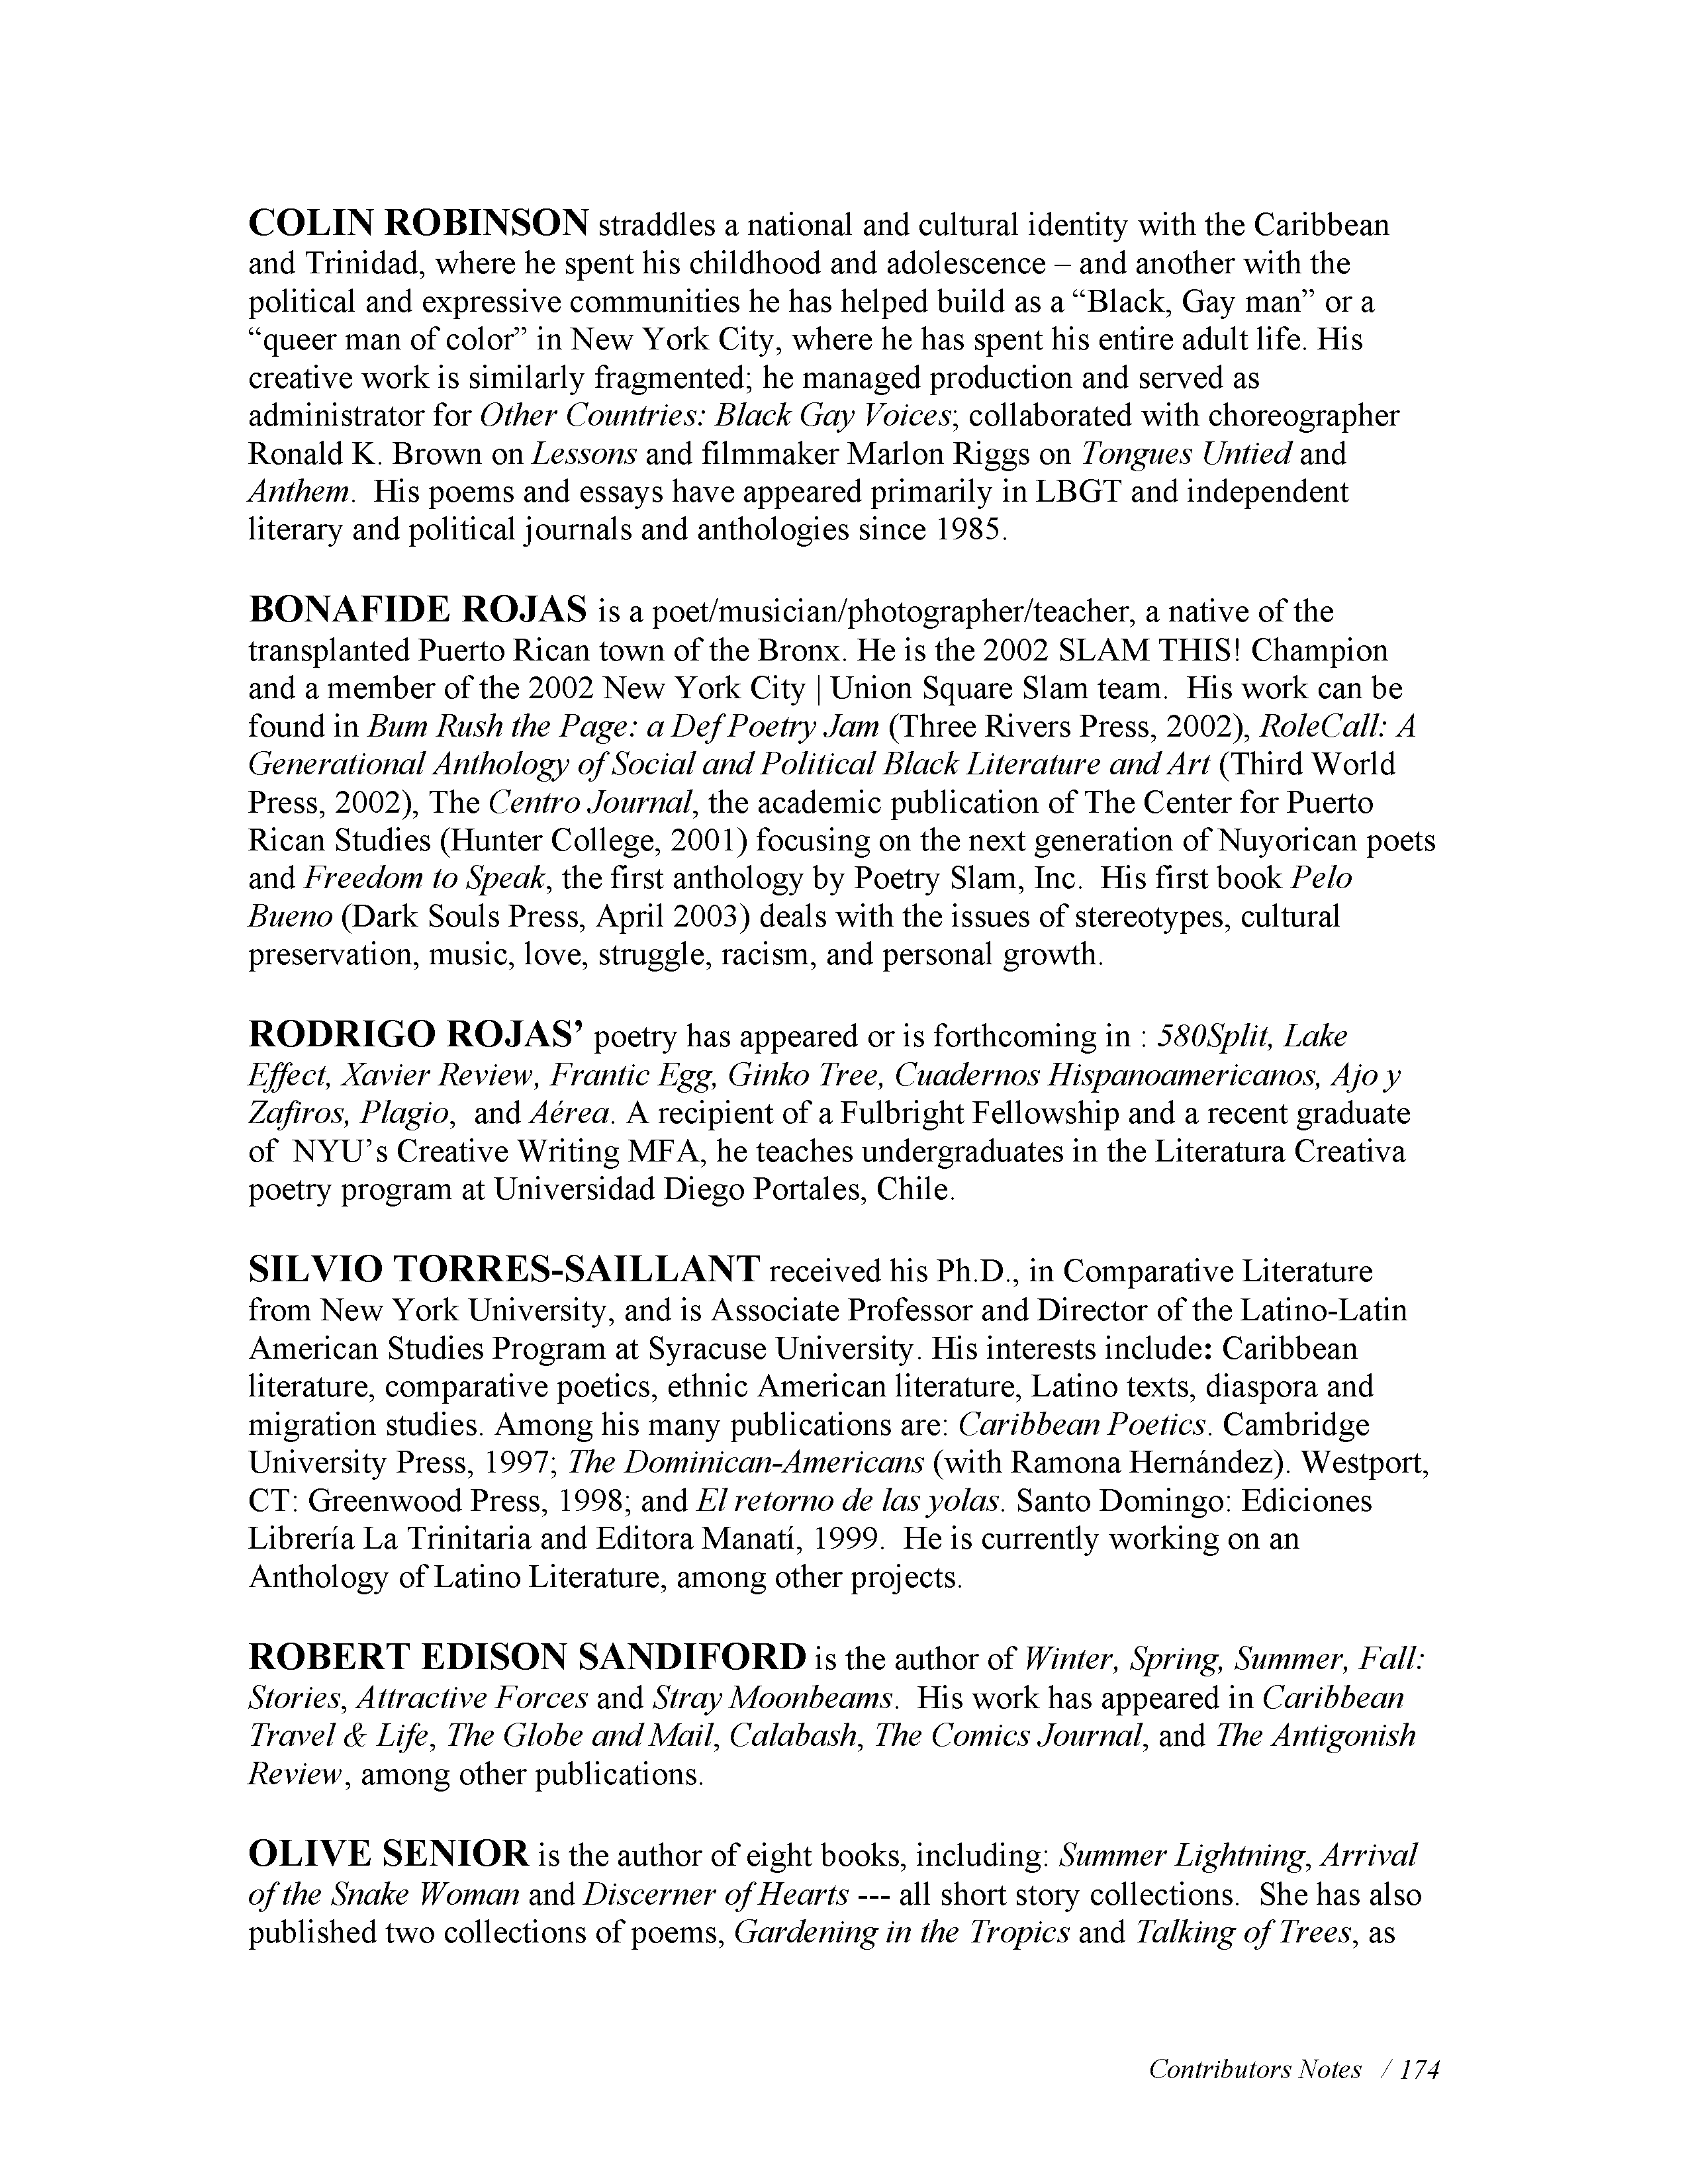 COLIN ROBINSON straddles a national and cultural identity with the Caribbean
and Trinidad, where he spent his childhood and adolescence – and another with the
political and expressive communities he has helped build as a “Black, Gay man” or a
“queer man of color” in New York City, where he has spent his entire adult life. His
creative work is similarly fragmented; he managed production and served as
administrator for Other Countries: Black Gay Voices; collaborated with choreographer
Ronald K. Brown on Lessons and filmmaker Marlon Riggs on Tongues Untied and
Anthem.  His poems and essays have appeared primarily in LBGT and independent
literary and political journals and anthologies since 1985.

BONAFIDE ROJAS is a poet/musician/photographer/teacher, a native of the
transplanted Puerto Rican town of the Bronx. He is the 2002 SLAM THIS! Champion
and a member of the 2002 New York City | Union Square Slam team.  His work can be
found in Bum Rush the Page: a Def Poetry Jam (Three Rivers Press, 2002), RoleCall: A
Generational Anthology of Social and Political Black Literature and Art (Third World
Press, 2002), The Centro Journal, the academic publication of The Center for Puerto
Rican Studies (Hunter College, 2001) focusing on the next generation of Nuyorican poets
and Freedom to Speak, the first anthology by Poetry Slam, Inc.  His first book Pelo
Bueno (Dark Souls Press, April 2003) deals with the issues of stereotypes, cultural
preservation, music, love, struggle, racism, and personal growth.

RODRIGO ROJAS’ poetry has appeared or is forthcoming in : 580Split, Lake
Effect, Xavier Review, Frantic Egg, Ginko Tree, Cuadernos Hispanoamericanos, Ajo y
Zafiros, Plagio,  and Aérea. A recipient of a Fulbright Fellowship and a recent graduate
of  NYU’s Creative Writing MFA, he teaches undergraduates in the Literatura Creativa
poetry program at Universidad Diego Portales, Chile.

SILVIO TORRES-SAILLANT received his Ph.D., in Comparative Literature
from New York University, and is Associate Professor and Director of the Latino-Latin
American Studies Program at Syracuse University. His interests include: Caribbean
literature, comparative poetics, ethnic American literature, Latino texts, diaspora and
migration studies. Among his many publications are: Caribbean Poetics. Cambridge
University Press, 1997; The Dominican-Americans (with Ramona Hernández). Westport,
CT: Greenwood Press, 1998; and El retorno de las yolas. Santo Domingo: Ediciones
Librería La Trinitaria and Editora Manatí, 1999.  He is currently working on an
Anthology of Latino Literature, among other projects.

ROBERT EDISON SANDIFORD is the author of Winter, Spring, Summer, Fall:
Stories, Attractive Forces and Stray Moonbeams.  His work has appeared in Caribbean
Travel & Life, The Globe and Mail, Calabash, The Comics Journal, and The Antigonish
Review, among other publications.

OLIVE SENIOR is the author of eight books, including: Summer Lightning, Arrival
of the Snake Woman and Discerner of Hearts --- all short story collections.  She has also
published two collections of poems, Gardening in the Tropics and Talking of Trees, as

Contributors Notes  / 174